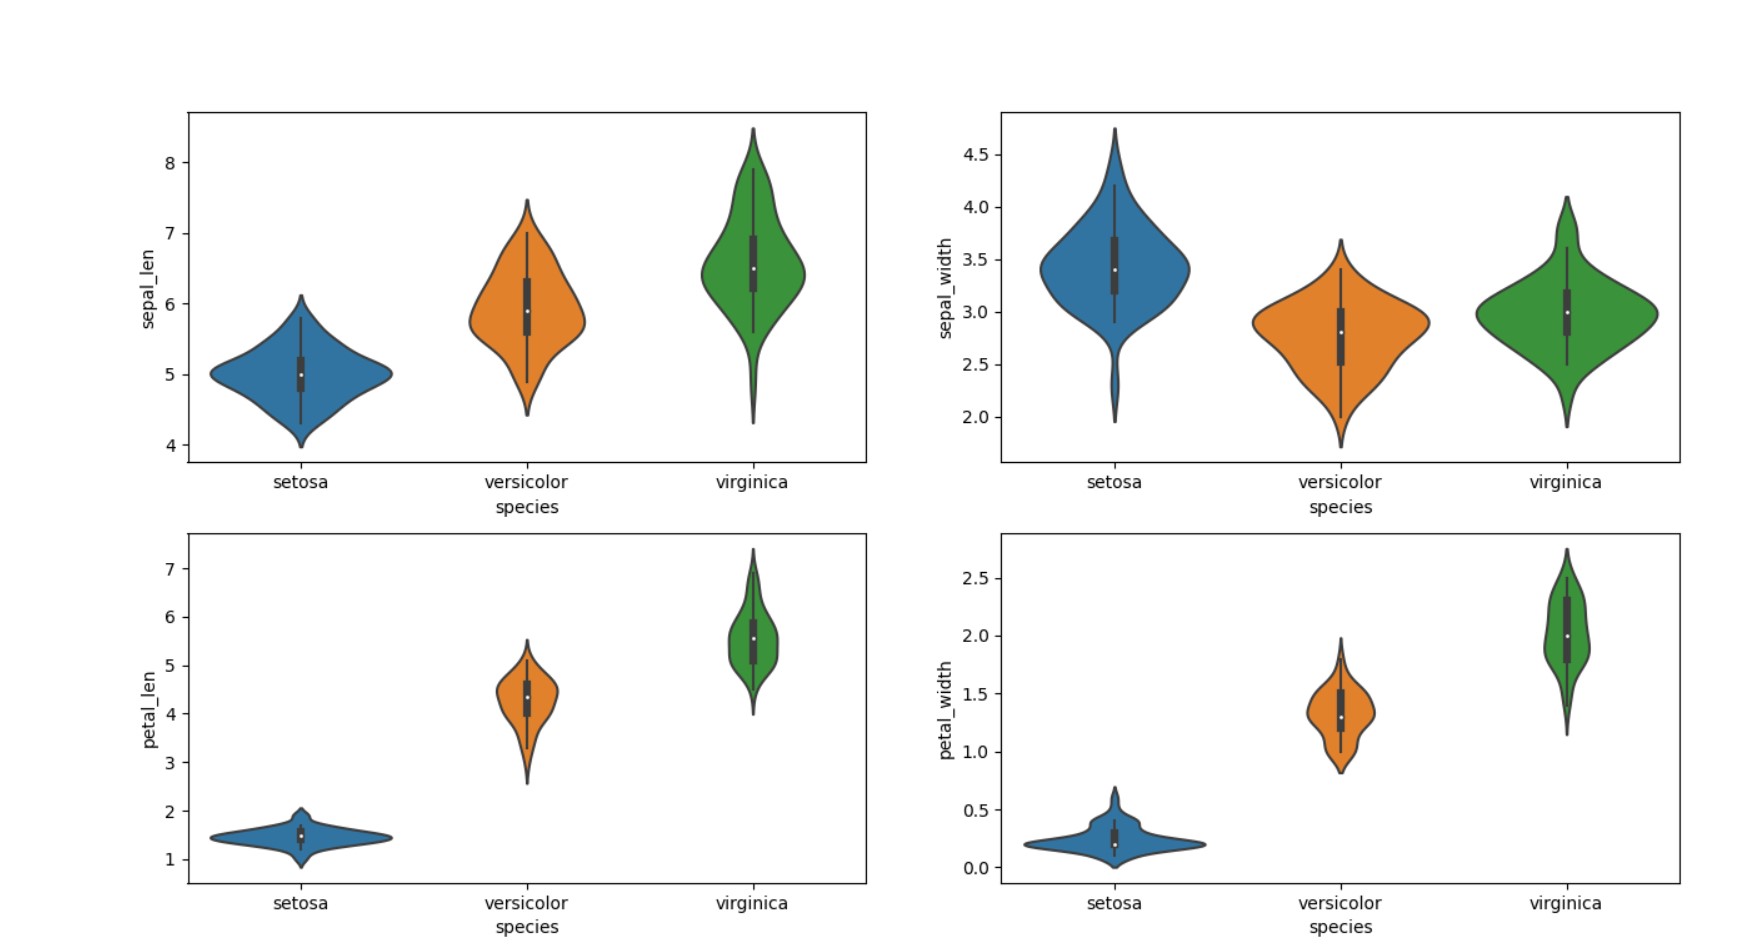 sepal_len
8
7
6
5
4
setosa versicolor virginica
species
sepal_width
4.5
4.0
3.5
3.0
2.5
2.0
setosa versicolor virginica
species
petal_len
7
6
5
4
3
2
1
setosa versicolor virginica
species
petal_width
2.5
2.0
1.5
1.0
0.5
0.0
setosa versicolor virginica
species